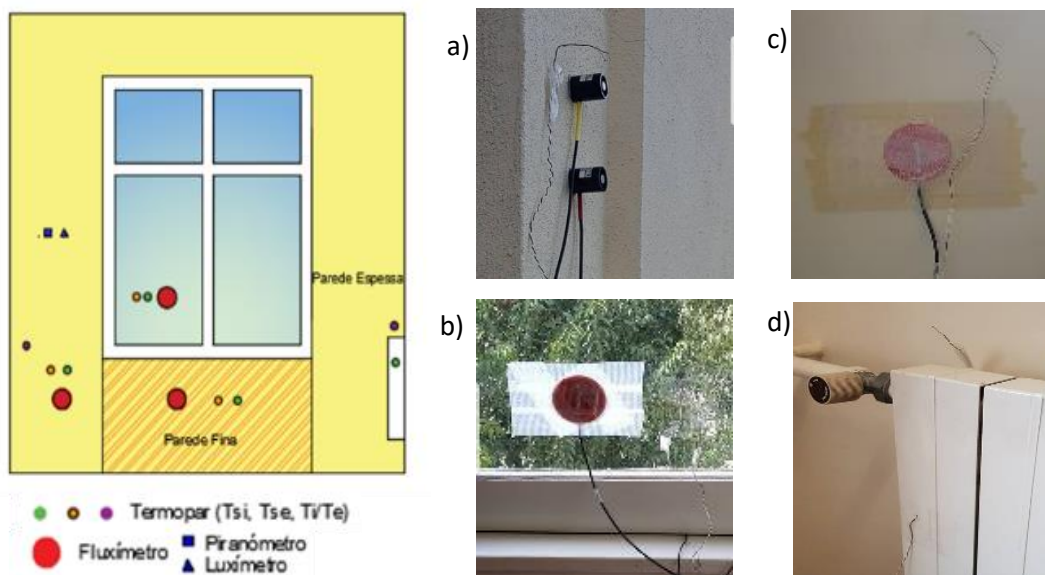 Parede Espessa
Parede Fina
Termopar (Tsi, Tse, Ti/Te)
Fluxímetro
Piranómetro
Luxímetro
a)
b)
c)
d)